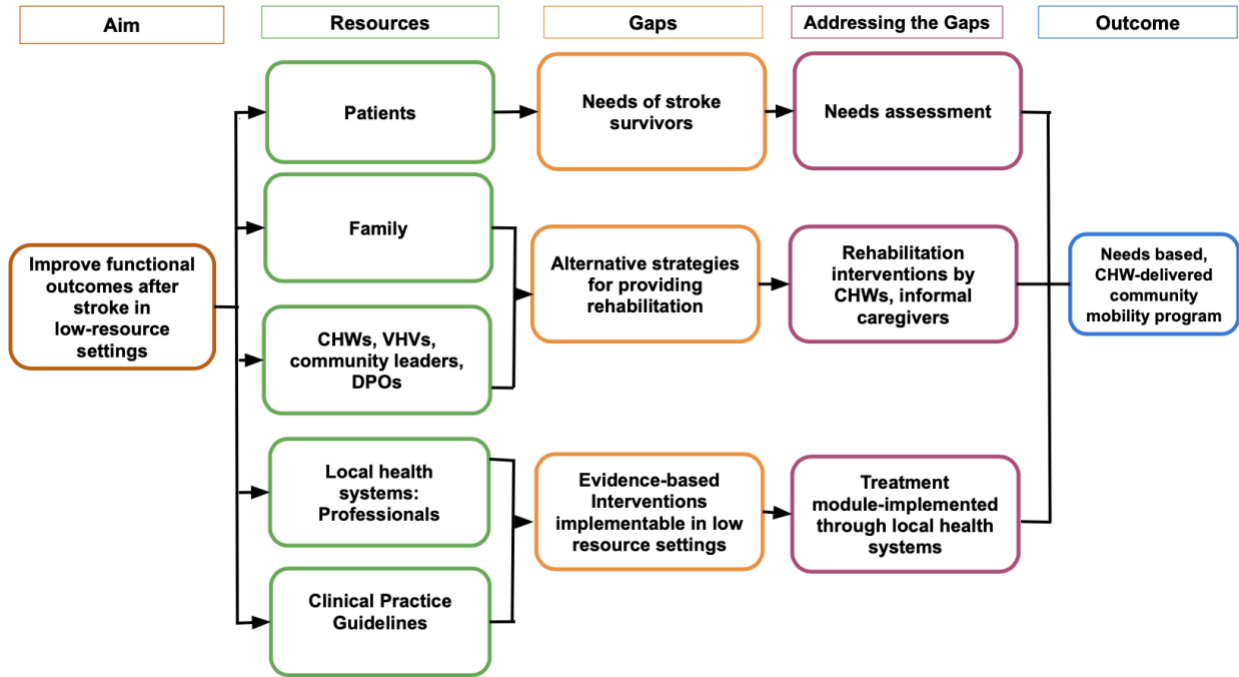 Aim
Resources
Gaps
Addressing the Gaps
Outcome
Improve functional
outcomes after
stroke in
low-resource
settings
Patients
Family
CHWs, VHVs,
community leaders,
DPOs
Local health
systems:
Professionals
Clinical Practice
Guidelines
Needs of stroke
survivors
Alternative strategies
for providing
rehabilitation
Evidence-based
Interventions
implementable in low
resource settings
Needs assessment
Rehabilitation
interventions by
CHWs, informal
caregivers
Treatment
module-implemented
through local health
systems
Needs based,
CHW-delivered
community
mobility program